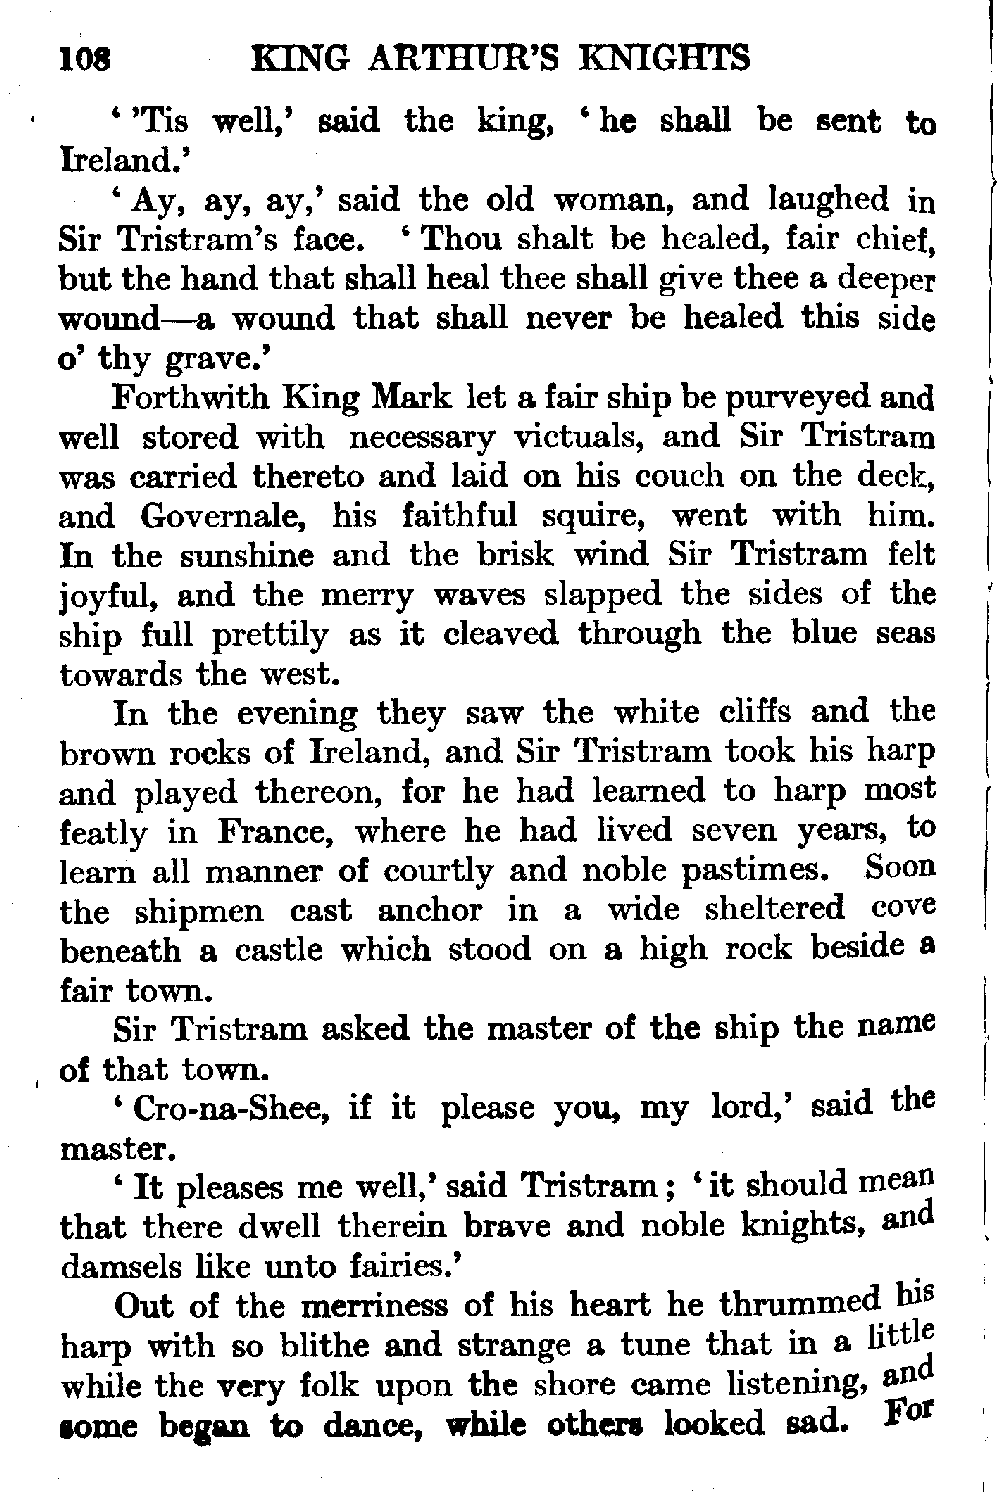 108 KING ARTHUR'S KNIGHTS
‘ ’Tis well,’ said the king, ‘ he shall be sent to
Ireland.’
‘ Ay, ay, ay,’ said the old woman, and laughed in
Sir Tristram’s face. ‘ Thou shalt be healed, fair chief,
but the hand that shall heal thee shall give thee a deeper
wound—a wound that shall never be healed this side
o’ thy grave.’
Forthwith King Mark let a fair ship be purveyed and
well stored with necessary victuals, and Sir Tristram
was carried thereto and laid on his couch on the deck,
and Governale, his faithful squire, went with him.
In the sunshine and the brisk wind Sir Tristram felt
joyful, and the merry waves slapped the sides of the
ship full prettily as it cleaved through the blue seas
towards the west.
In the evening they saw the white cliffs and the
brown rocks of Ireland, and Sir Tristram took his harp
and played thereon, for he had learned to harp most
featly in France, where he had lived seven years, to
learn all manner of courtly and noble pastimes. Soon
the shipmen cast anchor in a wide sheltered cove
beneath a castle which stood on a high rock beside a
fair town.
Sir Tristram asked the master of the ship the name
of that town.
‘ Cro-na-Shee, if it please you, my lord,’ said the
master.
‘ It pleases me well,’ said Tristram ; ‘ it should mean
that there dwell therein brave and noble knights, and
damsels like unto fairies.’
Out of the merriness of his heart he thrummed his
harp with so blithe and strange a tune that in a little
while the very folk upon the shore came listening, and
some began to dance, while others looked sad. For